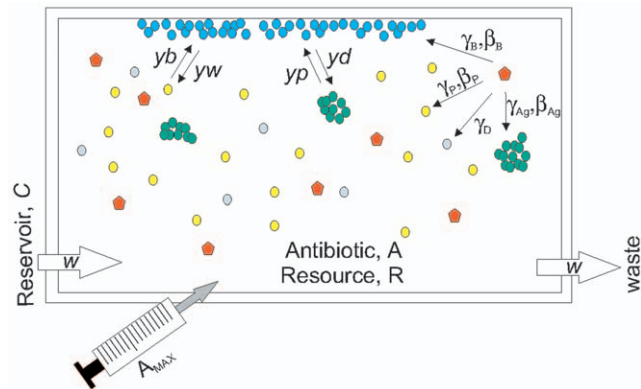 yb
yw
yp
yd
γB,βB
γP,βP
γAg,βAg
γD
Reservoir, C
w
Antibiotic, A
Resource, R
w
waste
AMAX